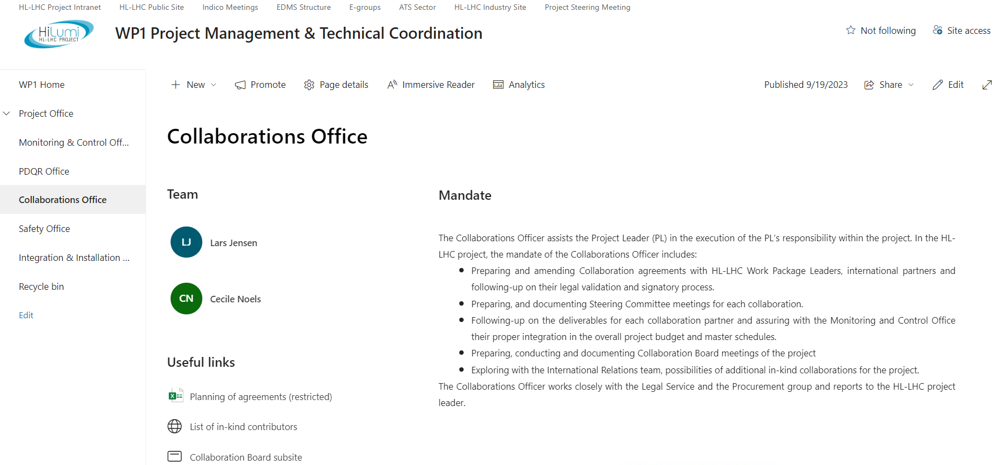 HL-LHC Project Intranet HL-LHC Public Site Indico Meetings EDMS Structure E-groups ATS Sector HL-LHC Industry Site Project Steering Meeting
HiLumi
HL-LHC PROJECT
WP1 Project Management & Technical Coordination
Not following Site access
WP1 Home
Project Office
Monitoring & Control Off...
PDQR Office
Collaborations Office
Safety Office
Integration & Installation ...
Recycle bin
Edit
New Promote Page details Immersive Reader Analytics Published 9/19/2023 Share Edit
Collaborations Office
Team
LJ Lars Jensen
CN Cecile Noels
Useful links
Planning of agreements (restricted)
List of in-kind contributors
Collaboration Board subsite
Mandate
The Collaborations Officer assists the Project Leader (PL) in the execution of the PL's responsibility within the project. In the HL-
LHC project, the mandate of the Collaborations Officer includes:
• Preparing and amending Collaboration agreements with HL-LHC Work Package Leaders, international partners and
following-up on their legal validation and signatory process.
• Preparing, and documenting Steering Committee meetings for each collaboration.
• Following-up on the deliverables for each collaboration partner and assuring with the Monitoring and Control Office
their proper integration in the overall project budget and master schedules.
• Preparing, conducting and documenting Collaboration Board meetings of the project
• Exploring with the International Relations team, possibilities of additional in-kind collaborations for the project.
The Collaborations Officer works closely with the Legal Service and the Procurement group and reports to the HL-LHC project
leader.